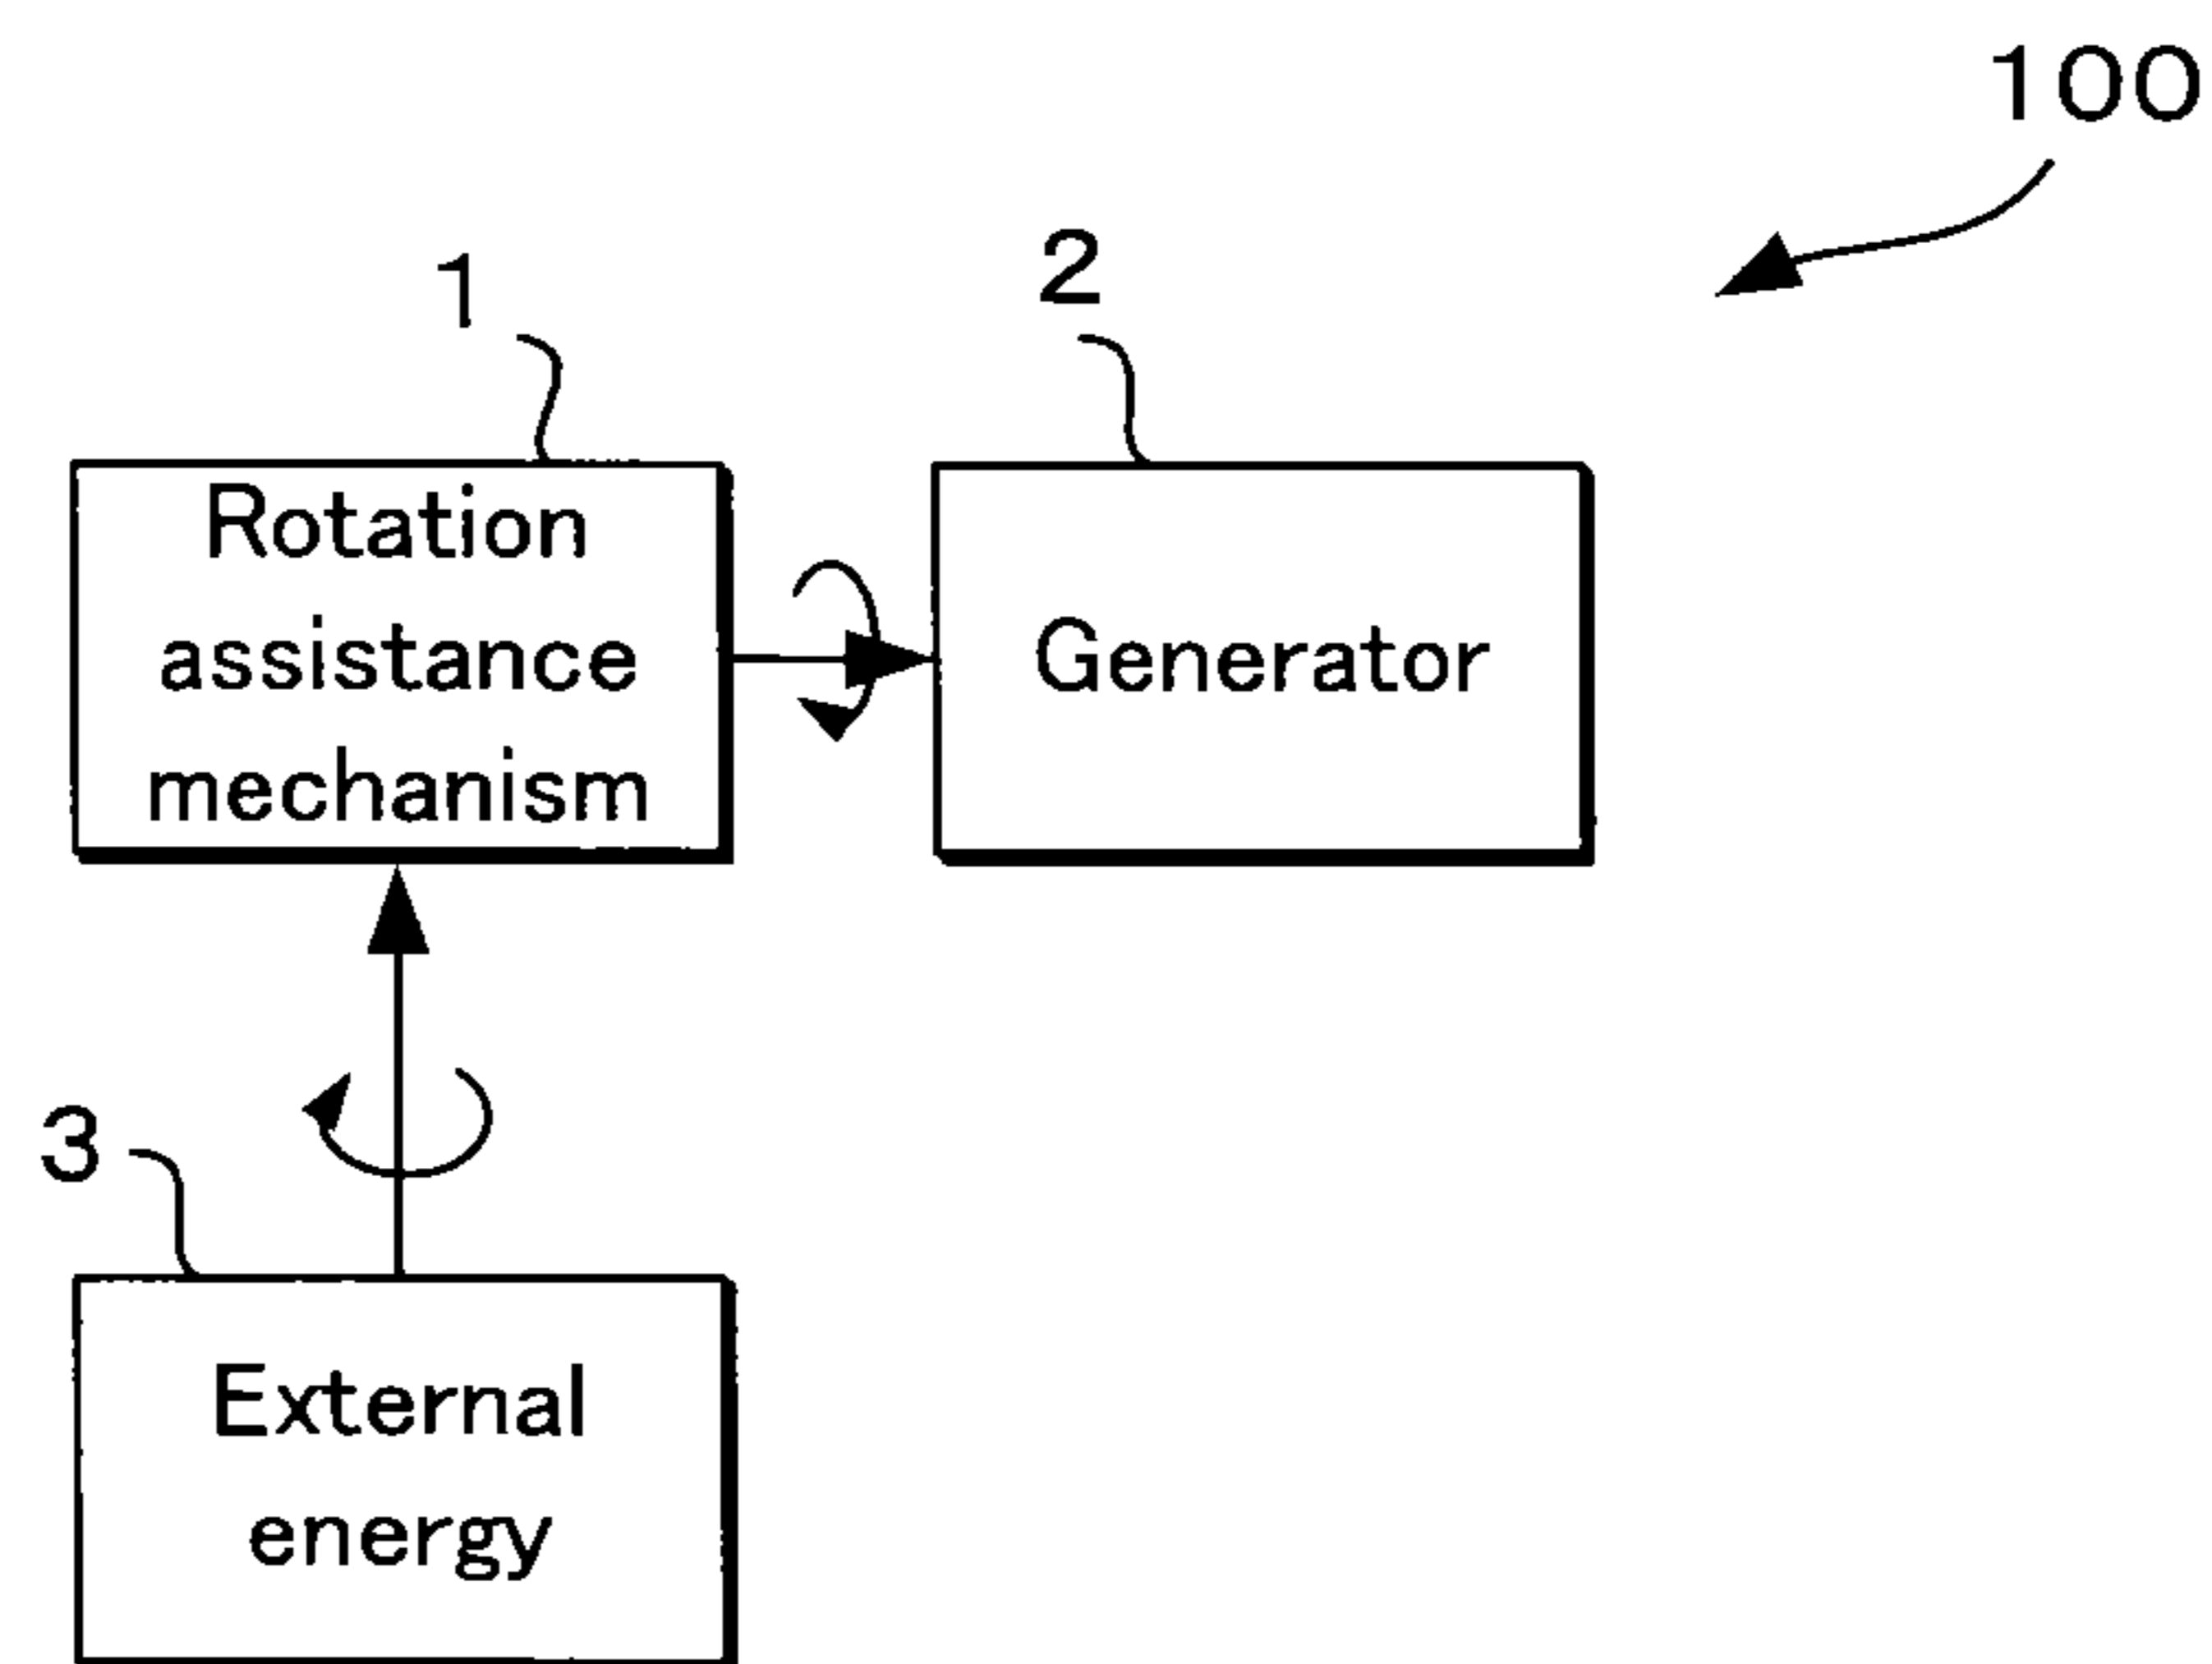 100
1
2
Rotation
assistance
mechanism
Generator
3
External
energy